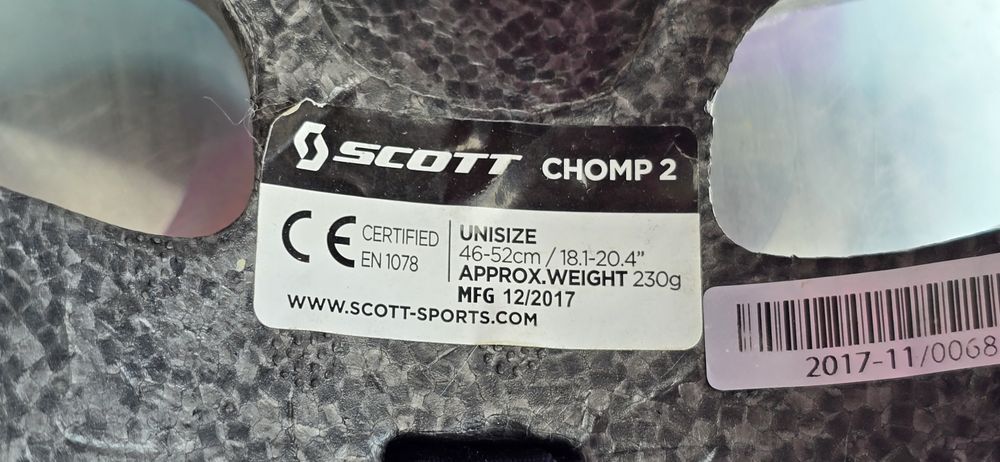 SCOTT CHOMP 2
CE CERTIFIED
EN 1078
UNISIZE
46-52cm / 18.1-20.4"
APPROX.WEIGHT 230g
MFG 12/2017
WWW.SCOTT-SPORTS.COM
2017-11/0068